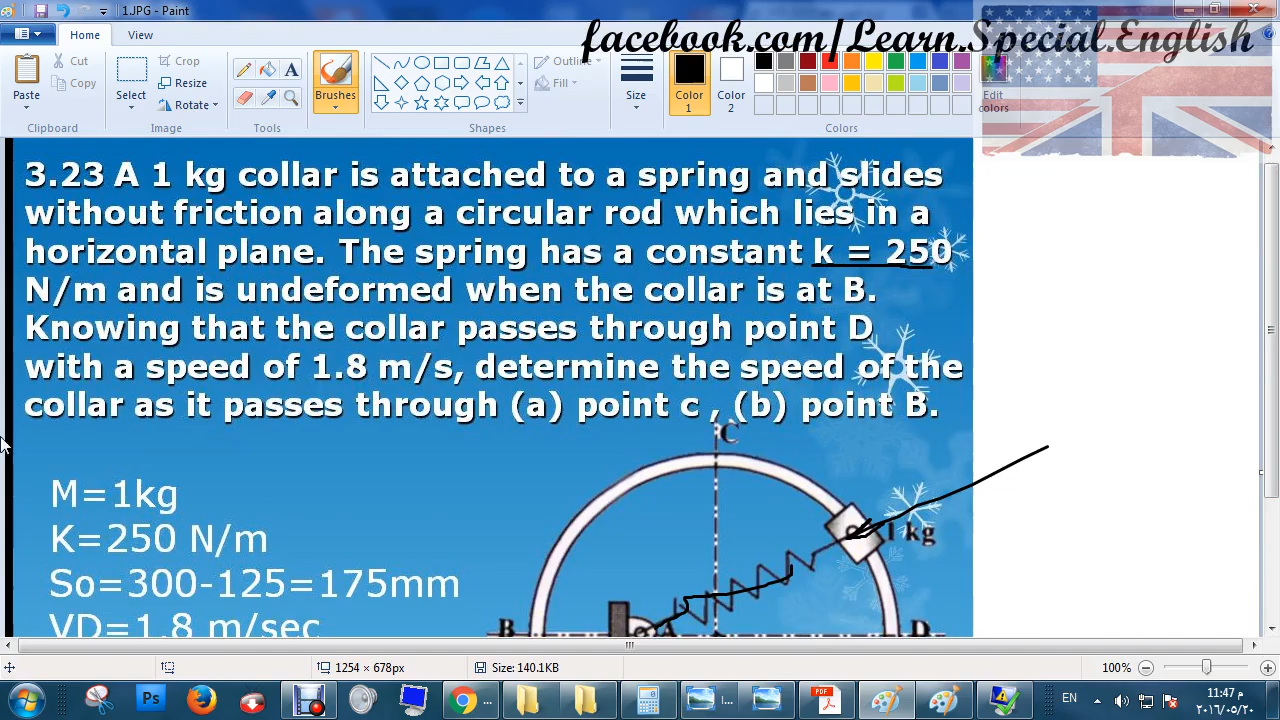 1.JPG - Paint
facebook.com/Learn.Special.English
Home View
Paste
Cut
Copy
Clipboard
Select
Crop
Resize
Rotate
Image
Tools
Brushes
Shapes
Outline
Fill
Size
Color 1
Color 2
Edit colors
Colors
3.23 A 1 kg collar is attached to a spring and slides
without friction along a circular rod which lies in a
horizontal plane. The spring has a constant k = 250
N/m and is undeformed when the collar is at B.
Knowing that the collar passes through point D
with a speed of 1.8 m/s, determine the speed of the
collar as it passes through (a) point c , (b) point B.
M=1kg
K=250 N/m
So=300-125=175mm
VD=1.8 m/sec
C
1 kg
B
A
D
1254 × 678px
Size: 140.1KB
100%
Ps
PDF
EN
11:47 م
٢٠١٦/٠٥/٢٠